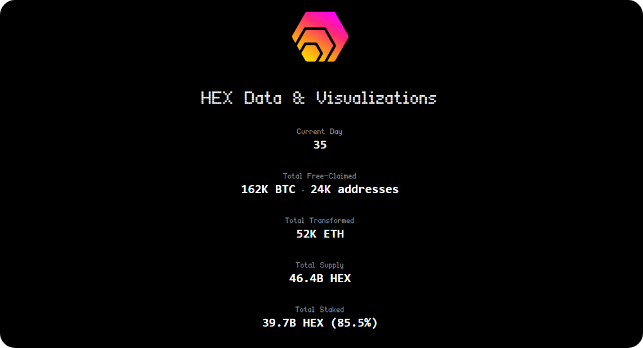 HEX Data & Visualizations
Current Day
35
Total Free-Claimed
162K BTC · 24K addresses
Total Transformed
52K ETH
Total Supply
46.4B HEX
Total Staked
39.7B HEX (85.5%)